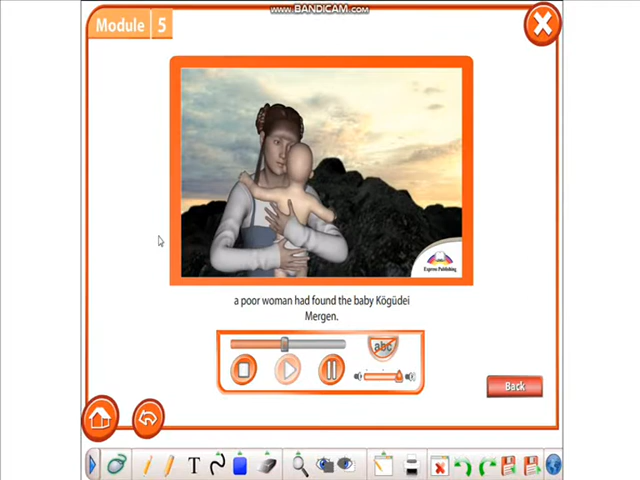 www.BANDICAM.com
Module 5
Express Publishing
a poor woman had found the baby Kögüdei
Mergen.
abc
Back
T